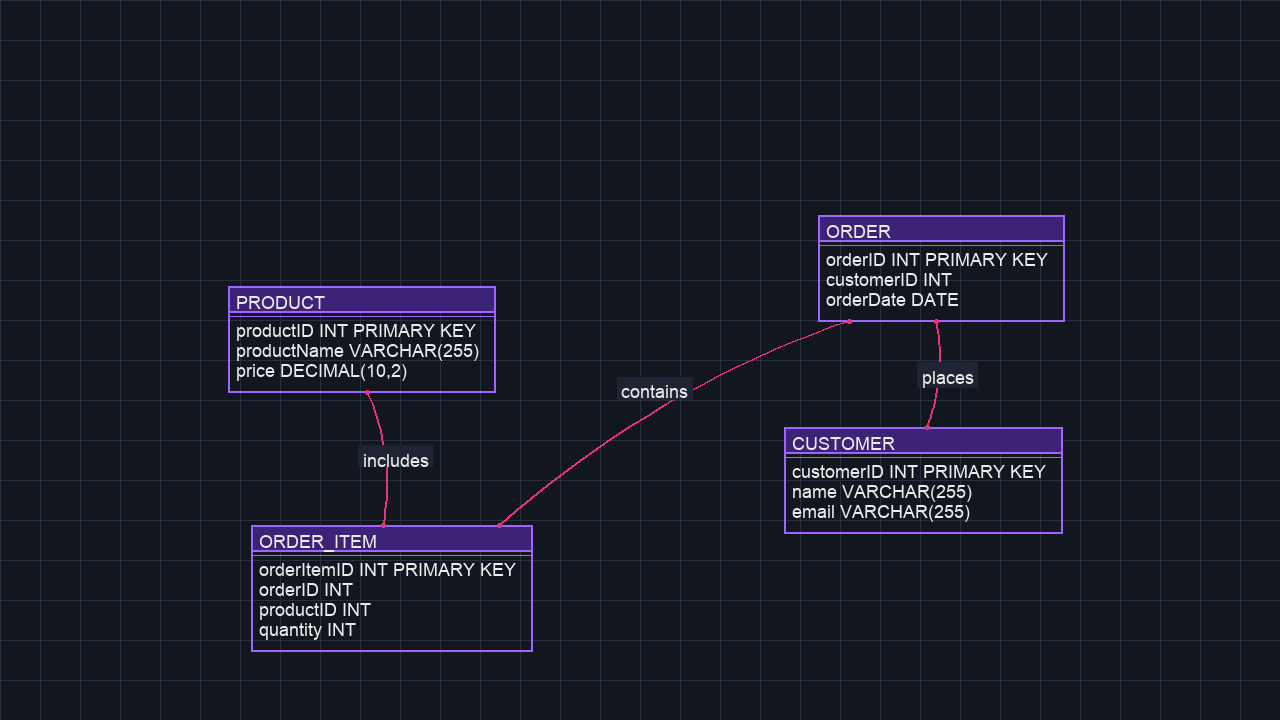 ORDER
orderID INT PRIMARY KEY
customerID INT
orderDate DATE
PRODUCT
productID INT PRIMARY KEY
productName VARCHAR(255)
price DECIMAL(10,2)
contains
places
includes
CUSTOMER
customerID INT PRIMARY KEY
name VARCHAR(255)
email VARCHAR(255)
ORDER_ITEM
orderItemID INT PRIMARY KEY
orderID INT
productID INT
quantity INT